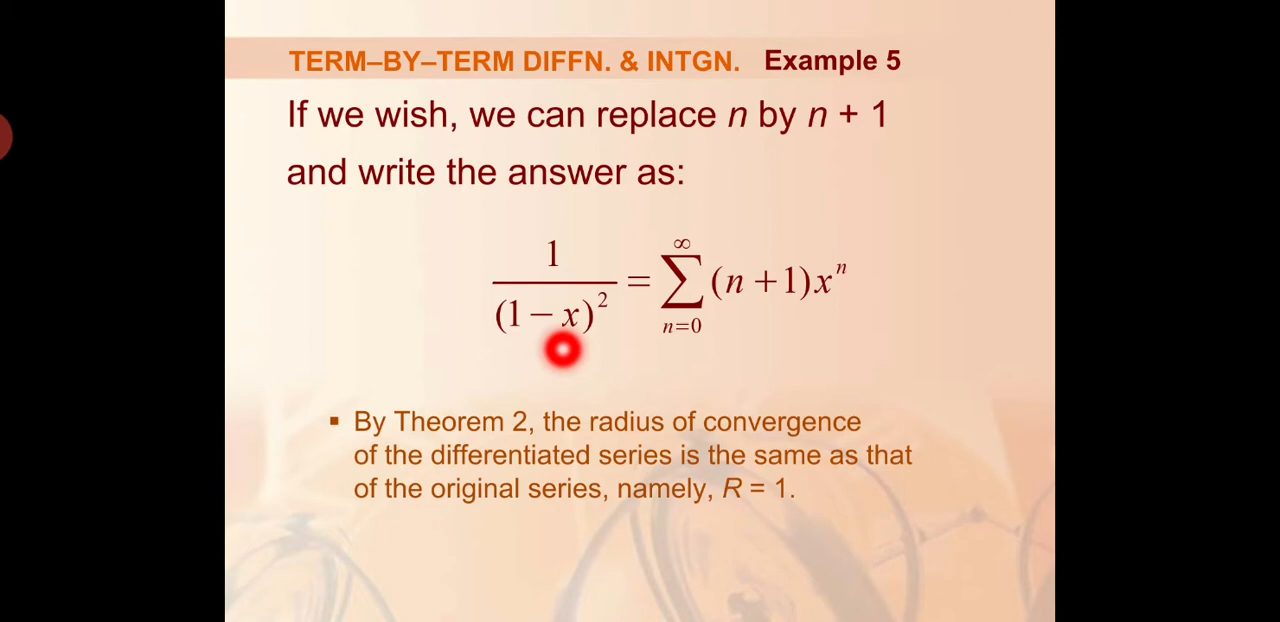 TERM–BY–TERM DIFFN. & INTGN. Example 5
If we wish, we can replace n by n + 1
and write the answer as:
1/(1 − x)² = ∑_{n=0}^{∞} (n + 1)xⁿ
▪ By Theorem 2, the radius of convergence
of the differentiated series is the same as that
of the original series, namely, R = 1.